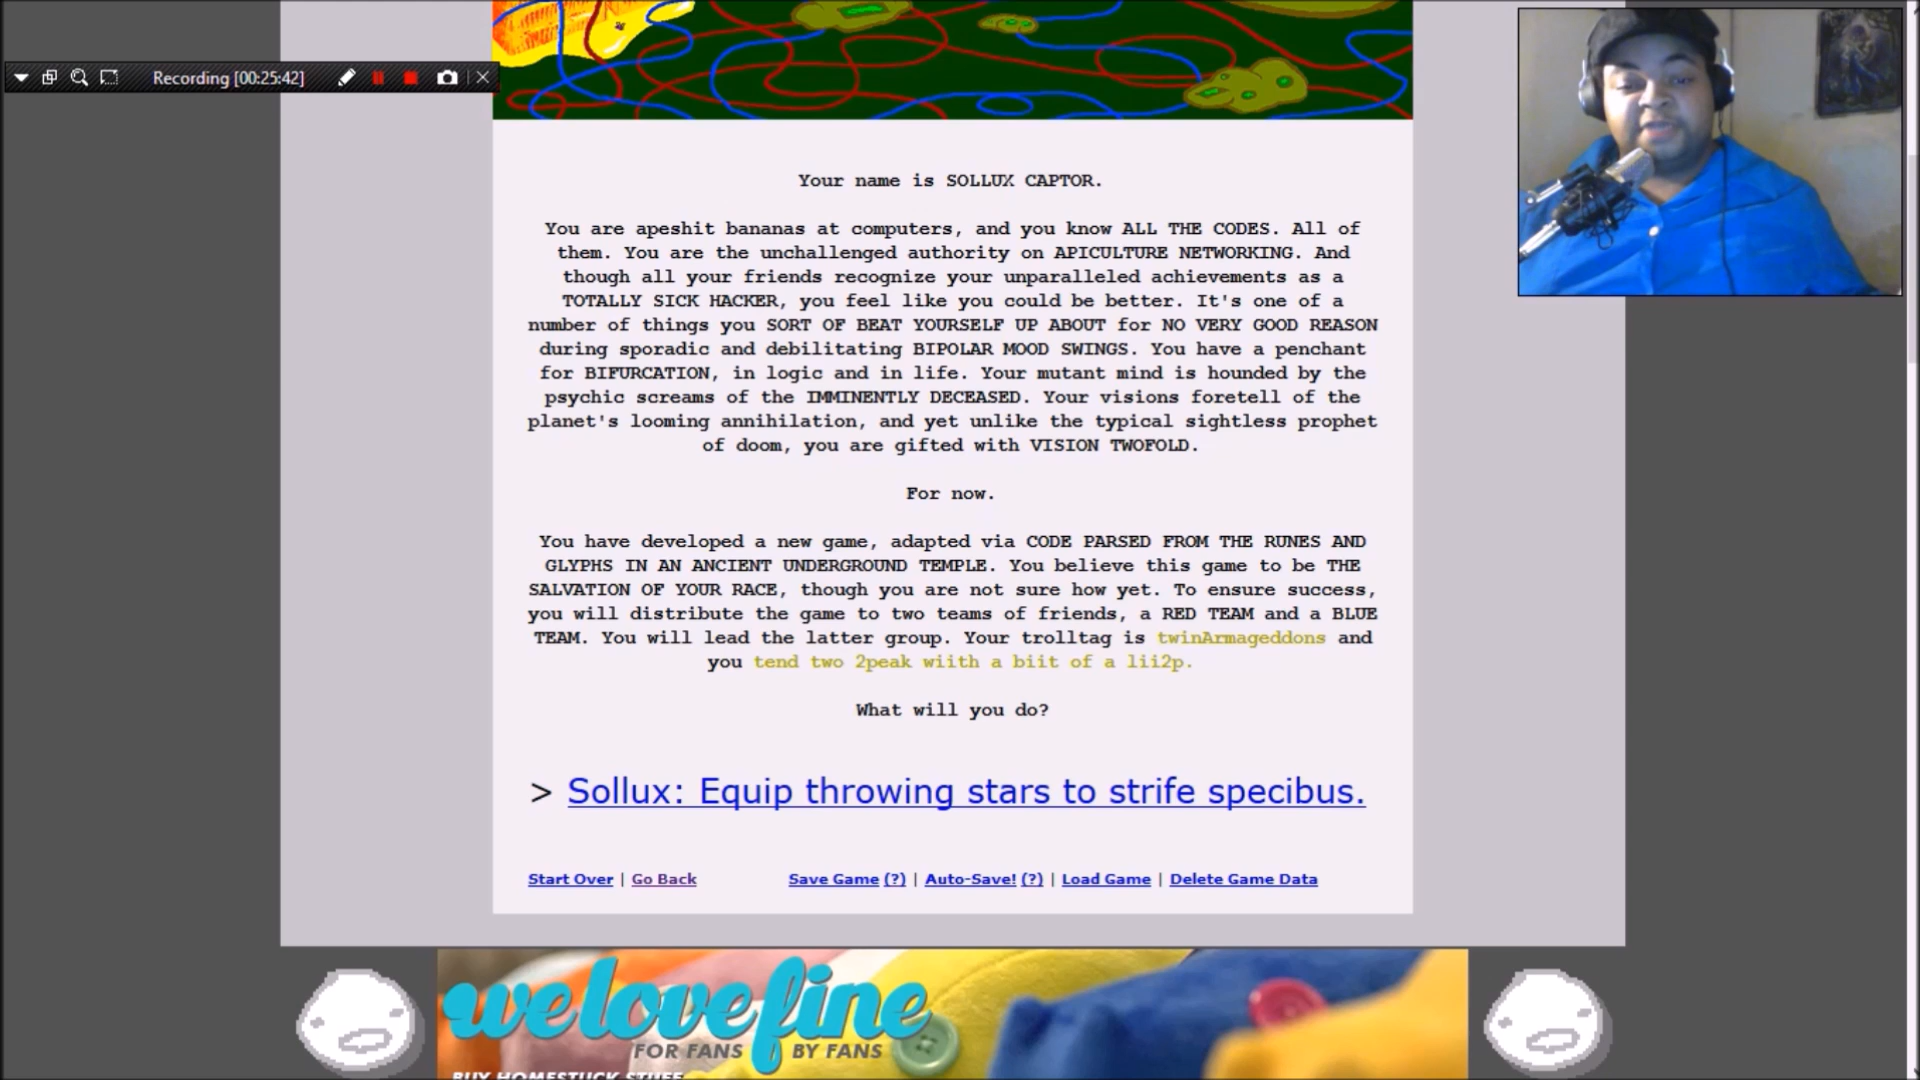 Recording [00:25:42]
Your name is SOLLUX CAPTOR.
You are apeshit bananas at computers, and you know ALL THE CODES. All of
them. You are the unchallenged authority on APICULTURE NETWORKING. And
though all your friends recognize your unparalleled achievements as a
TOTALLY SICK HACKER, you feel like you could be better. It's one of a
number of things you SORT OF BEAT YOURSELF UP ABOUT for NO VERY GOOD REASON
during sporadic and debilitating BIPOLAR MOOD SWINGS. You have a penchant
for BIFURCATION, in logic and in life. Your mutant mind is hounded by the
psychic screams of the IMMINENTLY DECEASED. Your visions foretell of the
planet's looming annihilation, and yet unlike the typical sightless prophet
of doom, you are gifted with VISION TWOFOLD.
For now.
You have developed a new game, adapted via CODE PARSED FROM THE RUNES AND
GLYPHS IN AN ANCIENT UNDERGROUND TEMPLE. You believe this game to be THE
SALVATION OF YOUR RACE, though you are not sure how yet. To ensure success,
you will distribute the game to two teams of friends, a RED TEAM and a BLUE
TEAM. You will lead the latter group. Your trolltag is twinArmageddons and
you tend two 2peak wiith a biit of a lii2p.
What will you do?
> Sollux: Equip throwing stars to strife specibus.
Start Over | Go Back Save Game (?) | Auto-Save! (?) | Load Game | Delete Game Data
welovefine
FOR FANS BY FANS
BUY HOMESTUCK STUFF